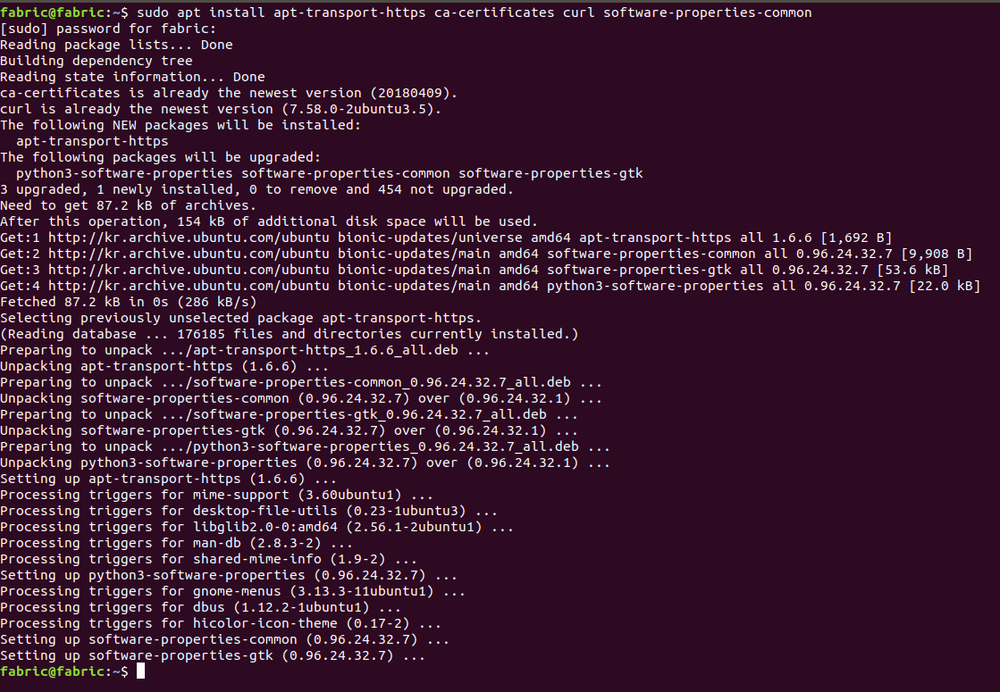 fabric@fabric:~$ sudo apt install apt-transport-https ca-certificates curl software-properties-common
[sudo] password for fabric:
Reading package lists... Done
Building dependency tree
Reading state information... Done
ca-certificates is already the newest version (20180409).
curl is already the newest version (7.58.0-2ubuntu3.5).
The following NEW packages will be installed:
  apt-transport-https
The following packages will be upgraded:
  python3-software-properties software-properties-common software-properties-gtk
3 upgraded, 1 newly installed, 0 to remove and 454 not upgraded.
Need to get 87.2 kB of archives.
After this operation, 154 kB of additional disk space will be used.
Get:1 http://kr.archive.ubuntu.com/ubuntu bionic-updates/universe amd64 apt-transport-https all 1.6.6 [1,692 B]
Get:2 http://kr.archive.ubuntu.com/ubuntu bionic-updates/main amd64 software-properties-common all 0.96.24.32.7 [9,908 B]
Get:3 http://kr.archive.ubuntu.com/ubuntu bionic-updates/main amd64 software-properties-gtk all 0.96.24.32.7 [53.6 kB]
Get:4 http://kr.archive.ubuntu.com/ubuntu bionic-updates/main amd64 python3-software-properties all 0.96.24.32.7 [22.0 kB]
Fetched 87.2 kB in 0s (286 kB/s)
Selecting previously unselected package apt-transport-https.
(Reading database ... 176185 files and directories currently installed.)
Preparing to unpack .../apt-transport-https_1.6.6_all.deb ...
Unpacking apt-transport-https (1.6.6) ...
Preparing to unpack .../software-properties-common_0.96.24.32.7_all.deb ...
Unpacking software-properties-common (0.96.24.32.7) over (0.96.24.32.1) ...
Preparing to unpack .../software-properties-gtk_0.96.24.32.7_all.deb ...
Unpacking software-properties-gtk (0.96.24.32.7) over (0.96.24.32.1) ...
Preparing to unpack .../python3-software-properties_0.96.24.32.7_all.deb ...
Unpacking python3-software-properties (0.96.24.32.7) over (0.96.24.32.1) ...
Setting up apt-transport-https (1.6.6) ...
Processing triggers for mime-support (3.60ubuntu1) ...
Processing triggers for desktop-file-utils (0.23-1ubuntu3) ...
Processing triggers for libglib2.0-0:amd64 (2.56.1-2ubuntu1) ...
Processing triggers for man-db (2.8.3-2) ...
Processing triggers for shared-mime-info (1.9-2) ...
Setting up python3-software-properties (0.96.24.32.7) ...
Processing triggers for gnome-menus (3.13.3-11ubuntu1) ...
Processing triggers for dbus (1.12.2-1ubuntu1) ...
Processing triggers for hicolor-icon-theme (0.17-2) ...
Setting up software-properties-common (0.96.24.32.7) ...
Setting up software-properties-gtk (0.96.24.32.7) ...
fabric@fabric:~$